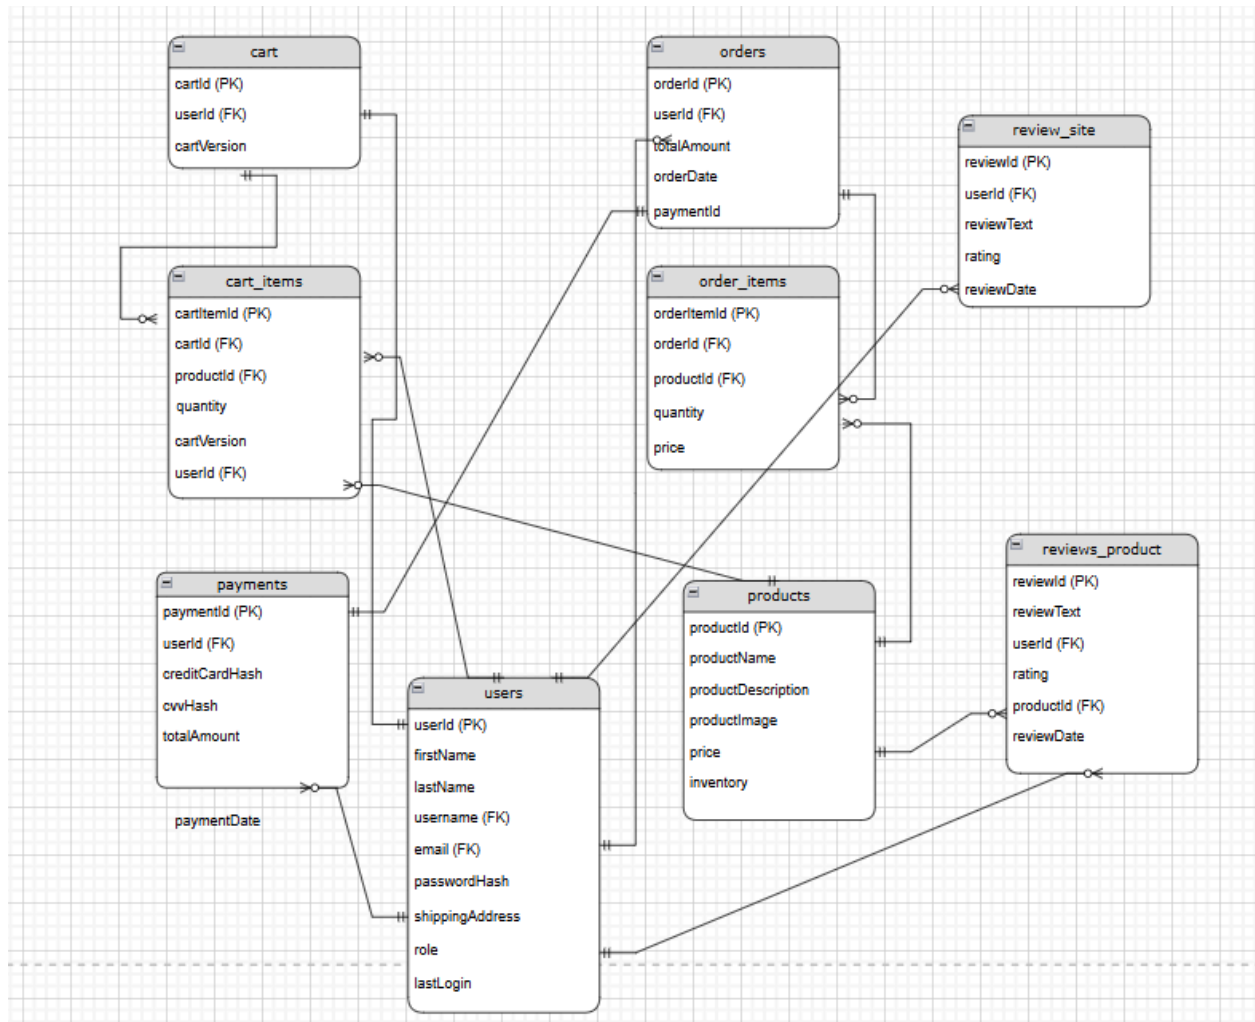 cart
cartId (PK)
userId (FK)
cartVersion
orders
orderId (PK)
userId (FK)
totalAmount
orderDate
paymentId
review_site
reviewId (PK)
userId (FK)
reviewText
rating
reviewDate
cart_items
cartItemId (PK)
cartId (FK)
productId (FK)
quantity
cartVersion
userId (FK)
order_items
orderItemId (PK)
orderId (FK)
productId (FK)
quantity
price
payments
paymentId (PK)
userId (FK)
creditCardHash
cvvHash
totalAmount
paymentDate
users
userId (PK)
firstName
lastName
username (FK)
email (FK)
passwordHash
shippingAddress
role
lastLogin
products
productId (PK)
productName
productDescription
productImage
price
inventory
reviews_product
reviewId (PK)
reviewText
userId (FK)
rating
productId (FK)
reviewDate